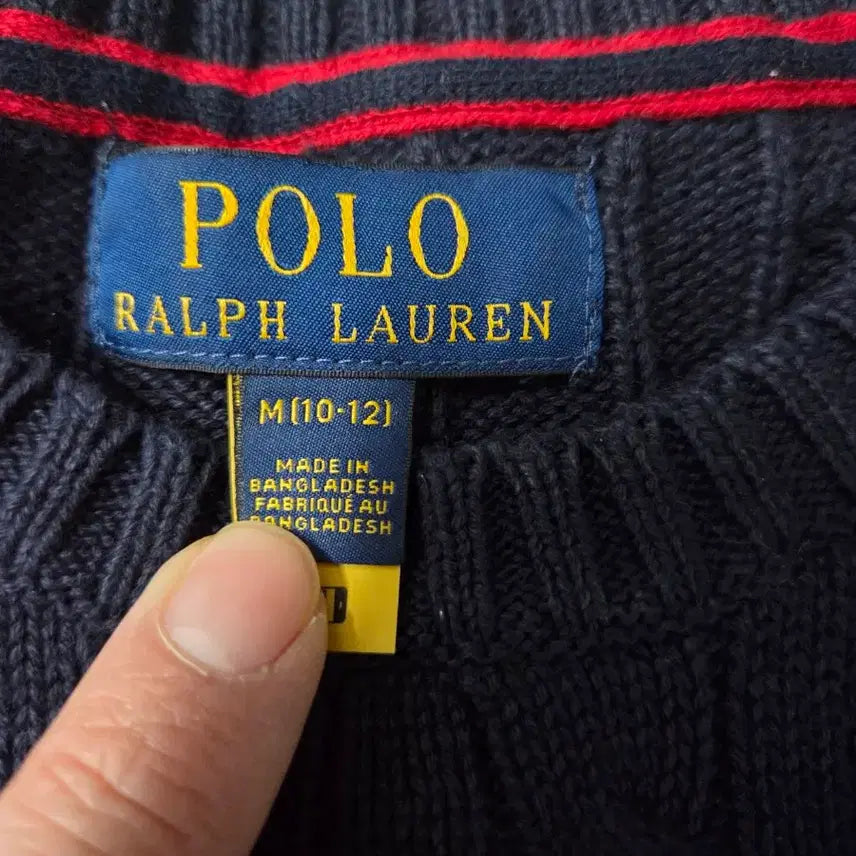 POLO
RALPH LAUREN
M(10-12)
MADE IN
BANGLADESH
FABRIQUÉ AU
BANGLADESH